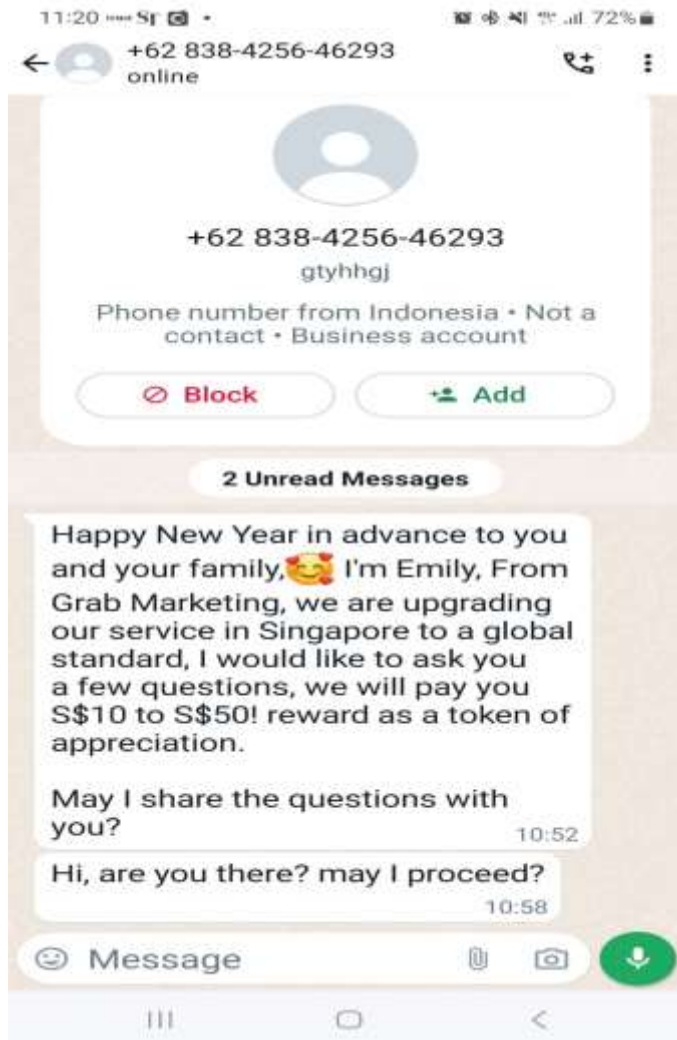 11:20
72%
+62 838-4256-46293
online
+62 838-4256-46293
gtyhhgj
Phone number from Indonesia • Not a
contact • Business account
Block
Add
2 Unread Messages
Happy New Year in advance to you
and your family,🥰 I'm Emily, From
Grab Marketing, we are upgrading
our service in Singapore to a global
standard, I would like to ask you
a few questions, we will pay you
S$10 to S$50! reward as a token of
appreciation.
May I share the questions with
you?
10:52
Hi, are you there? may I proceed?
10:58
Message